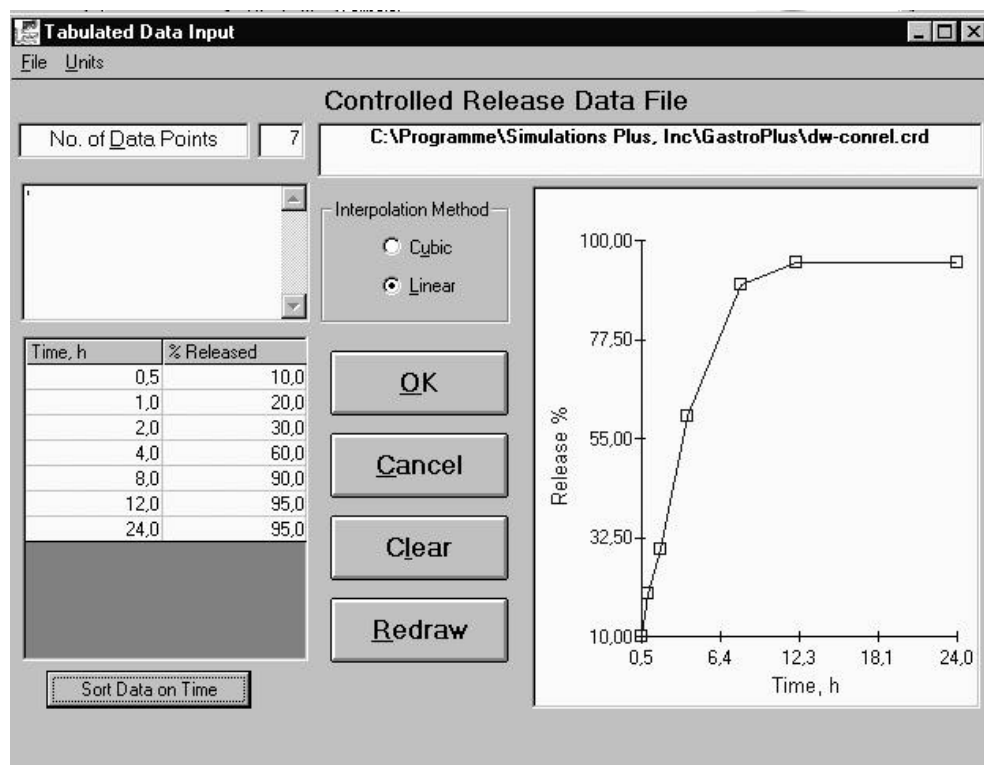 Tabulated Data Input
File Units
Controlled Release Data File
No. of Data Points 7
C:\Programme\Simulations Plus, Inc\GastroPlus\dw-conrel.crd
'
Interpolation Method
Cubic
Linear
Time, h % Released
0,5 10,0
1,0 20,0
2,0 30,0
4,0 60,0
8,0 90,0
12,0 95,0
24,0 95,0
Sort Data on Time
OK
Cancel
Clear
Redraw
Release %
100,00
77,50
55,00
32,50
10,00
0,5 6,4 12,3 18,1 24,0
Time, h